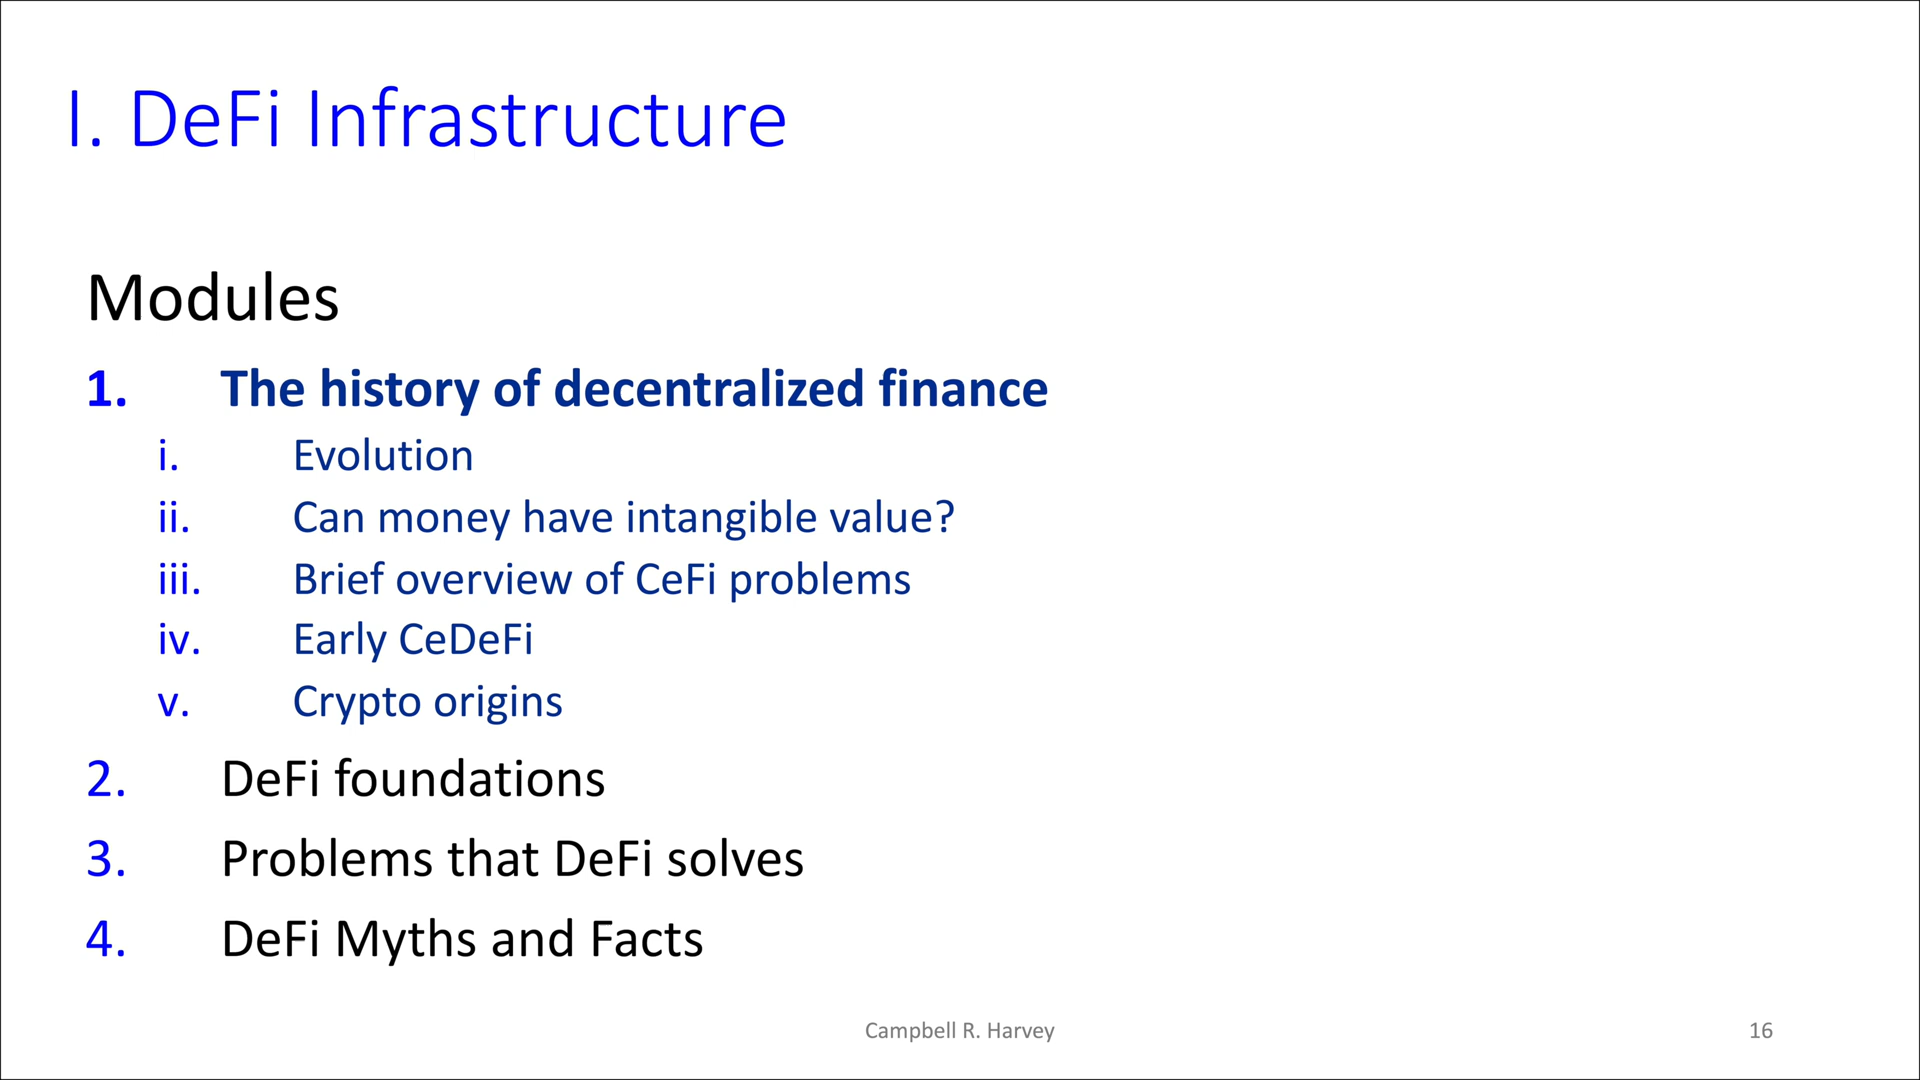 I. DeFi Infrastructure
Modules
1. The history of decentralized finance
i. Evolution
ii. Can money have intangible value?
iii. Brief overview of CeFi problems
iv. Early CeDeFi
v. Crypto origins
2. DeFi foundations
3. Problems that DeFi solves
4. DeFi Myths and Facts
Campbell R. Harvey 16